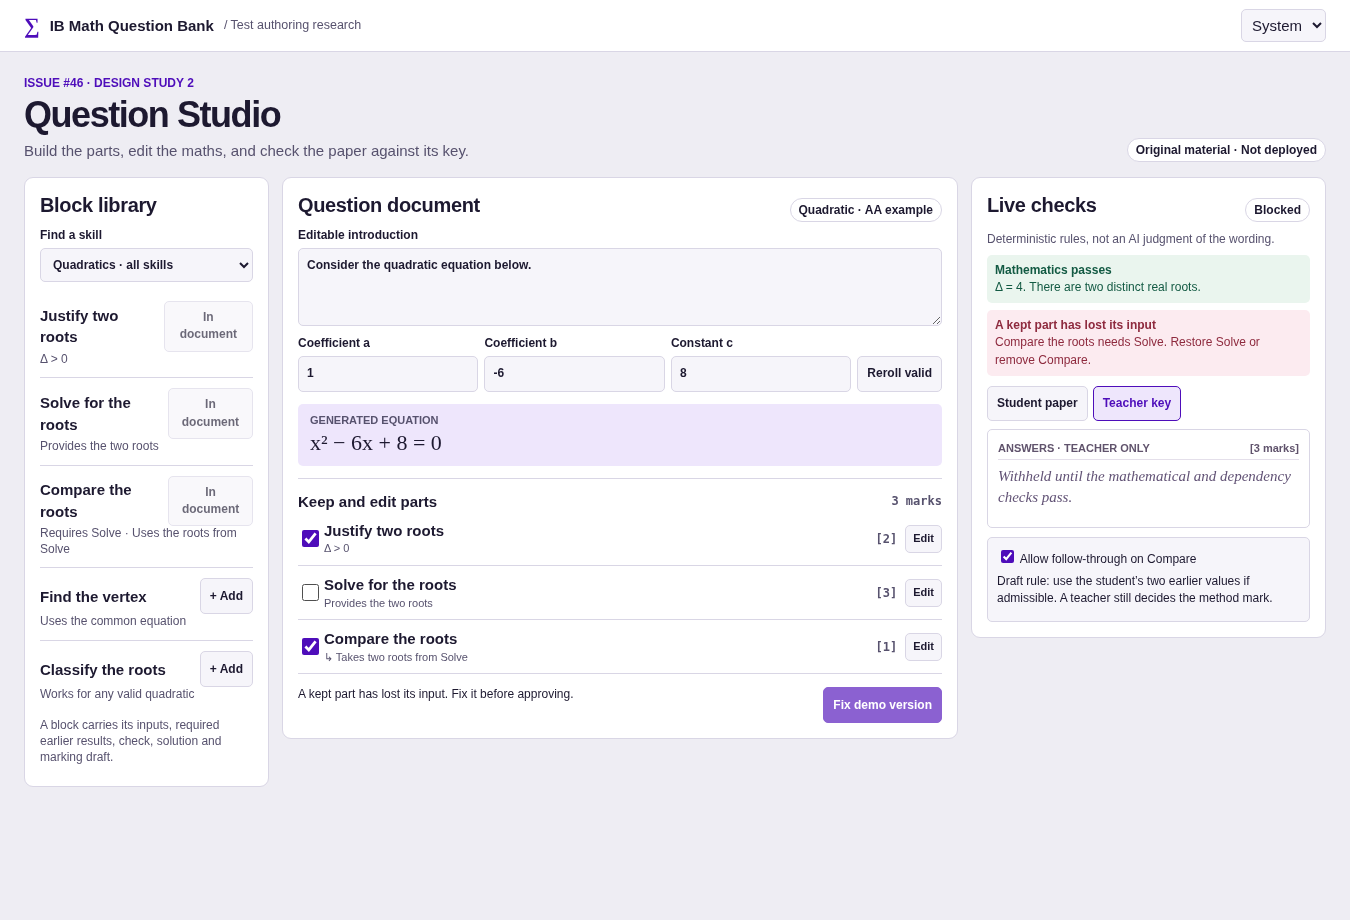 ∑ IB Math Question Bank / Test authoring research
System
ISSUE #46 · DESIGN STUDY 2
Question Studio
Build the parts, edit the maths, and check the paper against its key.
Original material · Not deployed
Block library
Find a skill
Quadratics · all skills
Justify two
roots
Δ > 0
In
document
Solve for the
roots
Provides the two roots
In
document
Compare the
roots
Requires Solve · Uses the roots from
Solve
In
document
Find the vertex
Uses the common equation
+ Add
Classify the roots
Works for any valid quadratic
+ Add
A block carries its inputs, required
earlier results, check, solution and
marking draft.
Question document
Quadratic · AA example
Editable introduction
Consider the quadratic equation below.
Coefficient a
Coefficient b
Constant c
1
-6
8
Reroll valid
GENERATED EQUATION
x² − 6x + 8 = 0
Keep and edit parts
3 marks
Justify two roots
Δ > 0
[2]
Edit
Solve for the roots
Provides the two roots
[3]
Edit
Compare the roots
↳ Takes two roots from Solve
[1]
Edit
A kept part has lost its input. Fix it before approving.
Fix demo version
Live checks
Blocked
Deterministic rules, not an AI judgment of the wording.
Mathematics passes
Δ = 4. There are two distinct real roots.
A kept part has lost its input
Compare the roots needs Solve. Restore Solve or
remove Compare.
Student paper
Teacher key
ANSWERS · TEACHER ONLY
[3 marks]
Withheld until the mathematical and dependency
checks pass.
Allow follow-through on Compare
Draft rule: use the student’s two earlier values if
admissible. A teacher still decides the method mark.